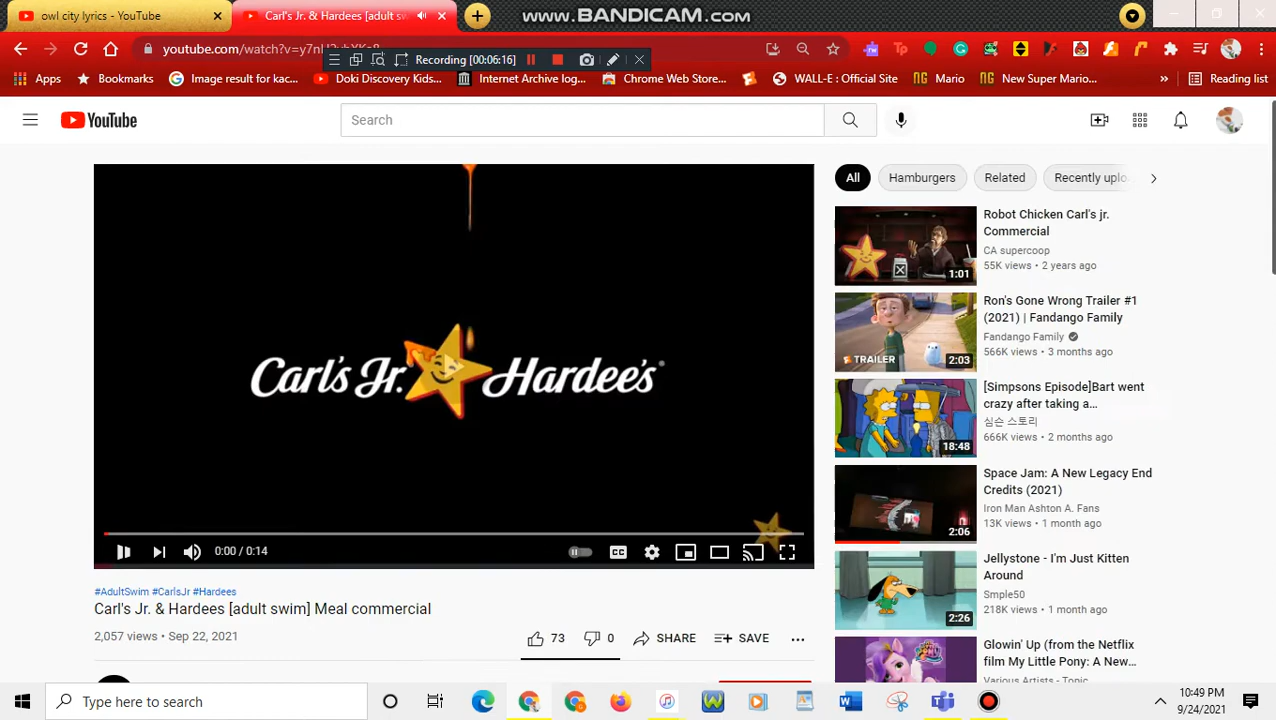 www.BANDICAM.com
owl city lyrics - YouTube
Carl's Jr. & Hardees [adult sw
Recording [00:06:16]
Apps
Bookmarks
Image result for kac...
Doki Discovery Kids...
Internet Archive log...
Chrome Web Store...
WALL-E : Official Site
Mario
New Super Mario...
Reading list
YouTube
Search
Carl's Jr. Hardee's®
0:00 / 0:14
#AdultSwim #CarlsJr #Hardees
Carl's Jr. & Hardees [adult swim] Meal commercial
2,057 views • Sep 22, 2021
73
0
SHARE
SAVE
All
Hamburgers
Related
Recently uplo
Robot Chicken Carl's jr.
Commercial
CA supercoop
55K views • 2 years ago
1:01
Ron's Gone Wrong Trailer #1
(2021) | Fandango Family
Fandango Family
566K views • 3 months ago
TRAILER
2:03
[Simpsons Episode]Bart went
crazy after taking a...
심슨 스토리
666K views • 2 months ago
18:48
Space Jam: A New Legacy End
Credits (2021)
Iron Man Ashton A. Fans
13K views • 1 month ago
2:06
Jellystone - I'm Just Kitten
Around
Smple50
218K views • 1 month ago
2:26
Glowin' Up (from the Netflix
film My Little Pony: A New...
Various Artists - Topic
Type here to search
10:49 PM
9/24/2021